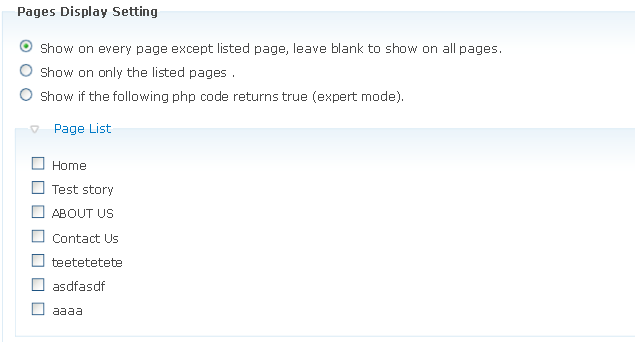 Pages Display Setting
Show on every page except listed page, leave blank to show on all pages.
Show on only the listed pages .
Show if the following php code returns true (expert mode).
Page List
Home
Test story
ABOUT US
Contact Us
teetetetete
asdfasdf
aaaa